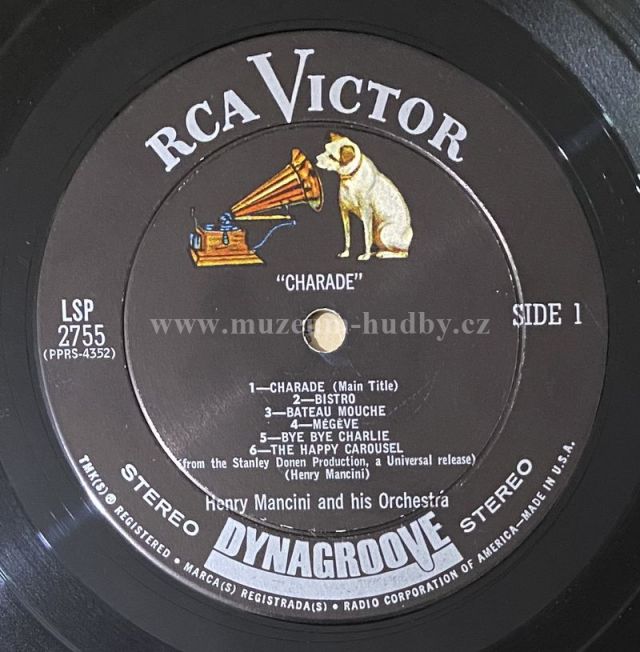 RCA VICTOR
"CHARADE"
LSP
2755
(PPRS-4352)
SIDE 1
www.muzeum-hudby.cz
1—CHARADE (Main Title)
2—BISTRO
3—BATEAU MOUCHE
4—MÉGÈVE
5—BYE BYE CHARLIE
6—THE HAPPY CAROUSEL
(from the Stanley Donen Production, a Universal release)
(Henry Mancini)
Henry Mancini and his Orchestra
STEREO
DYNAGROOVE
STEREO
TMK(S) ® REGISTERED • MARCA(S) REGISTRADA(S) • RADIO CORPORATION OF AMERICA—MADE IN U.S.A.